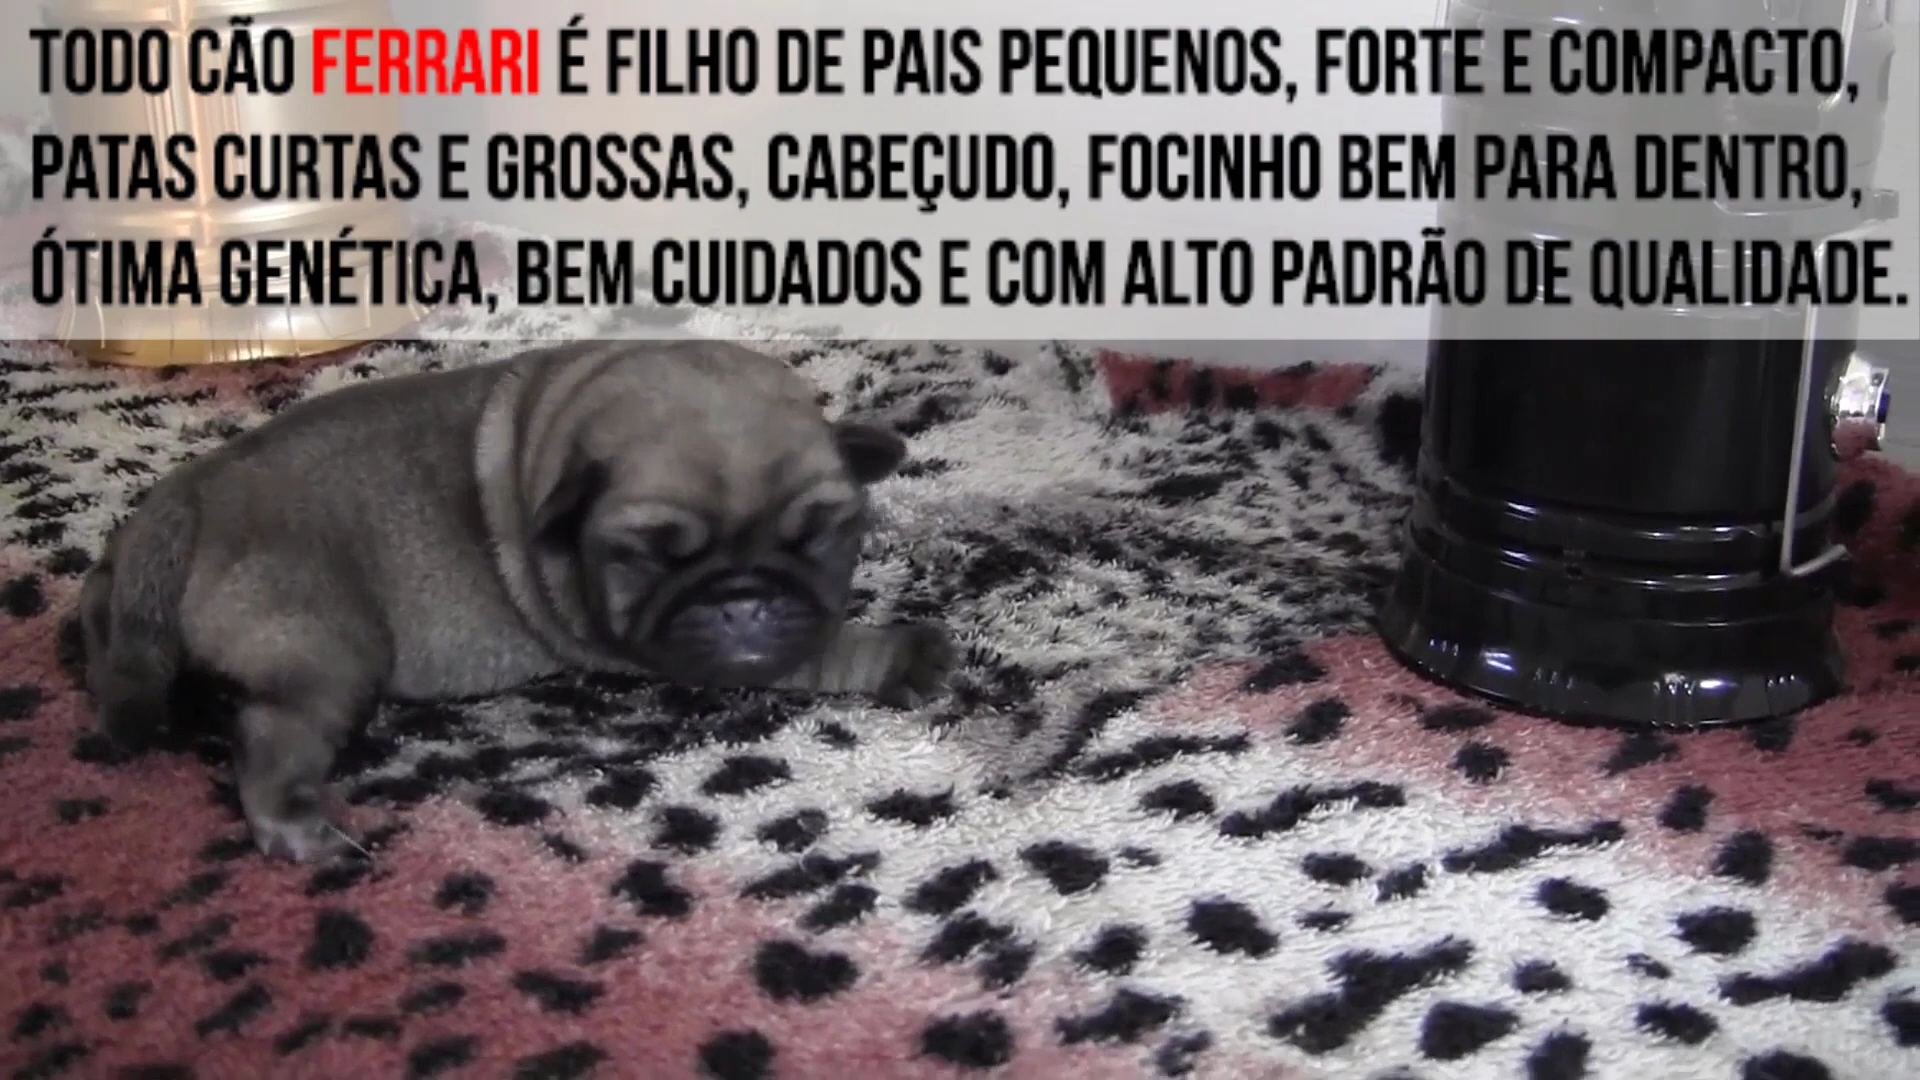 TODO CÃO FERRARI É FILHO DE PAIS PEQUENOS, FORTE E COMPACTO,
PATAS CURTAS E GROSSAS, CABEÇUDO, FOCINHO BEM PARA DENTRO,
ÓTIMA GENÉTICA, BEM CUIDADOS E COM ALTO PADRÃO DE QUALIDADE.